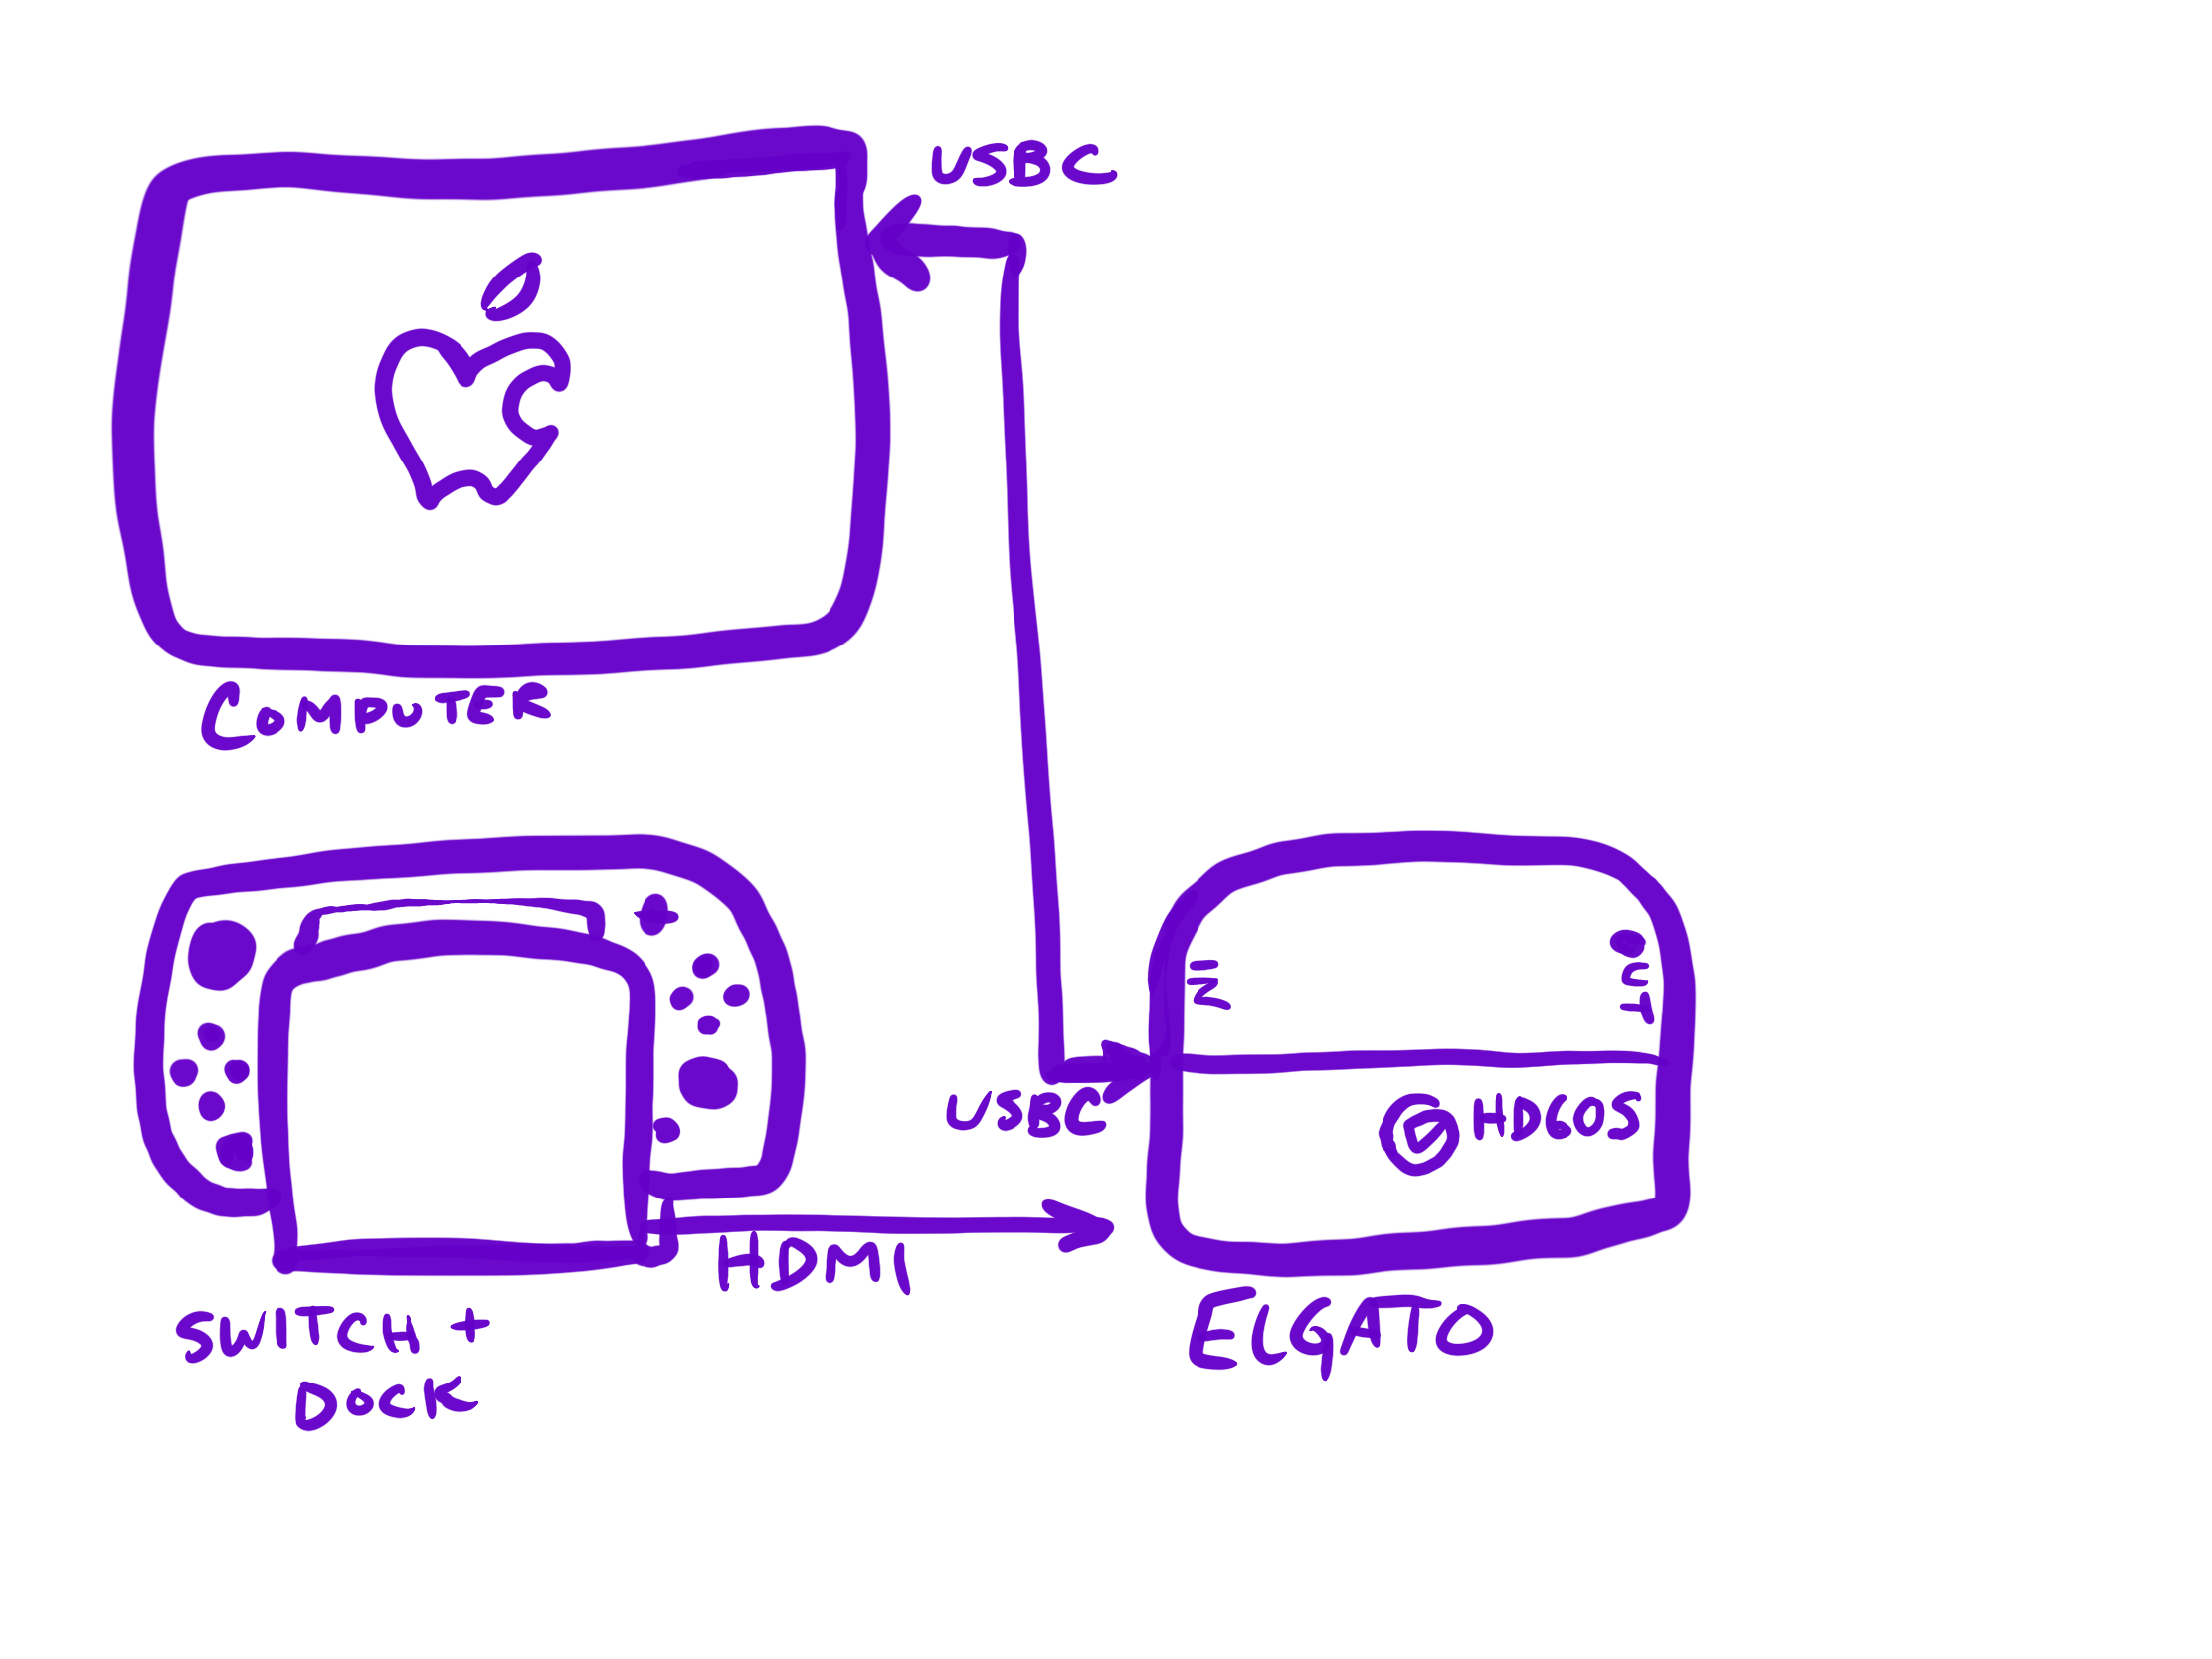 USBC
COMPUTER
IN
OUT
USBC
HD60S
HDMI
SWITCH +
DOCK
ELGATO